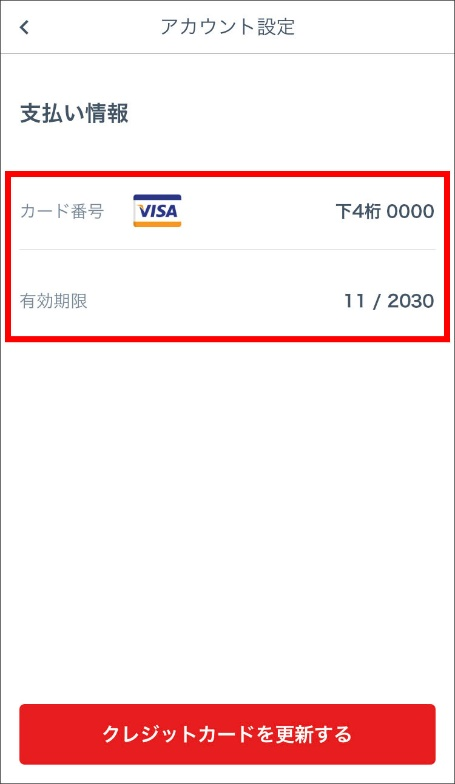 アカウント設定
支払い情報
カード番号 VISA 下4桁 0000
有効期限 11 / 2030
クレジットカードを更新する